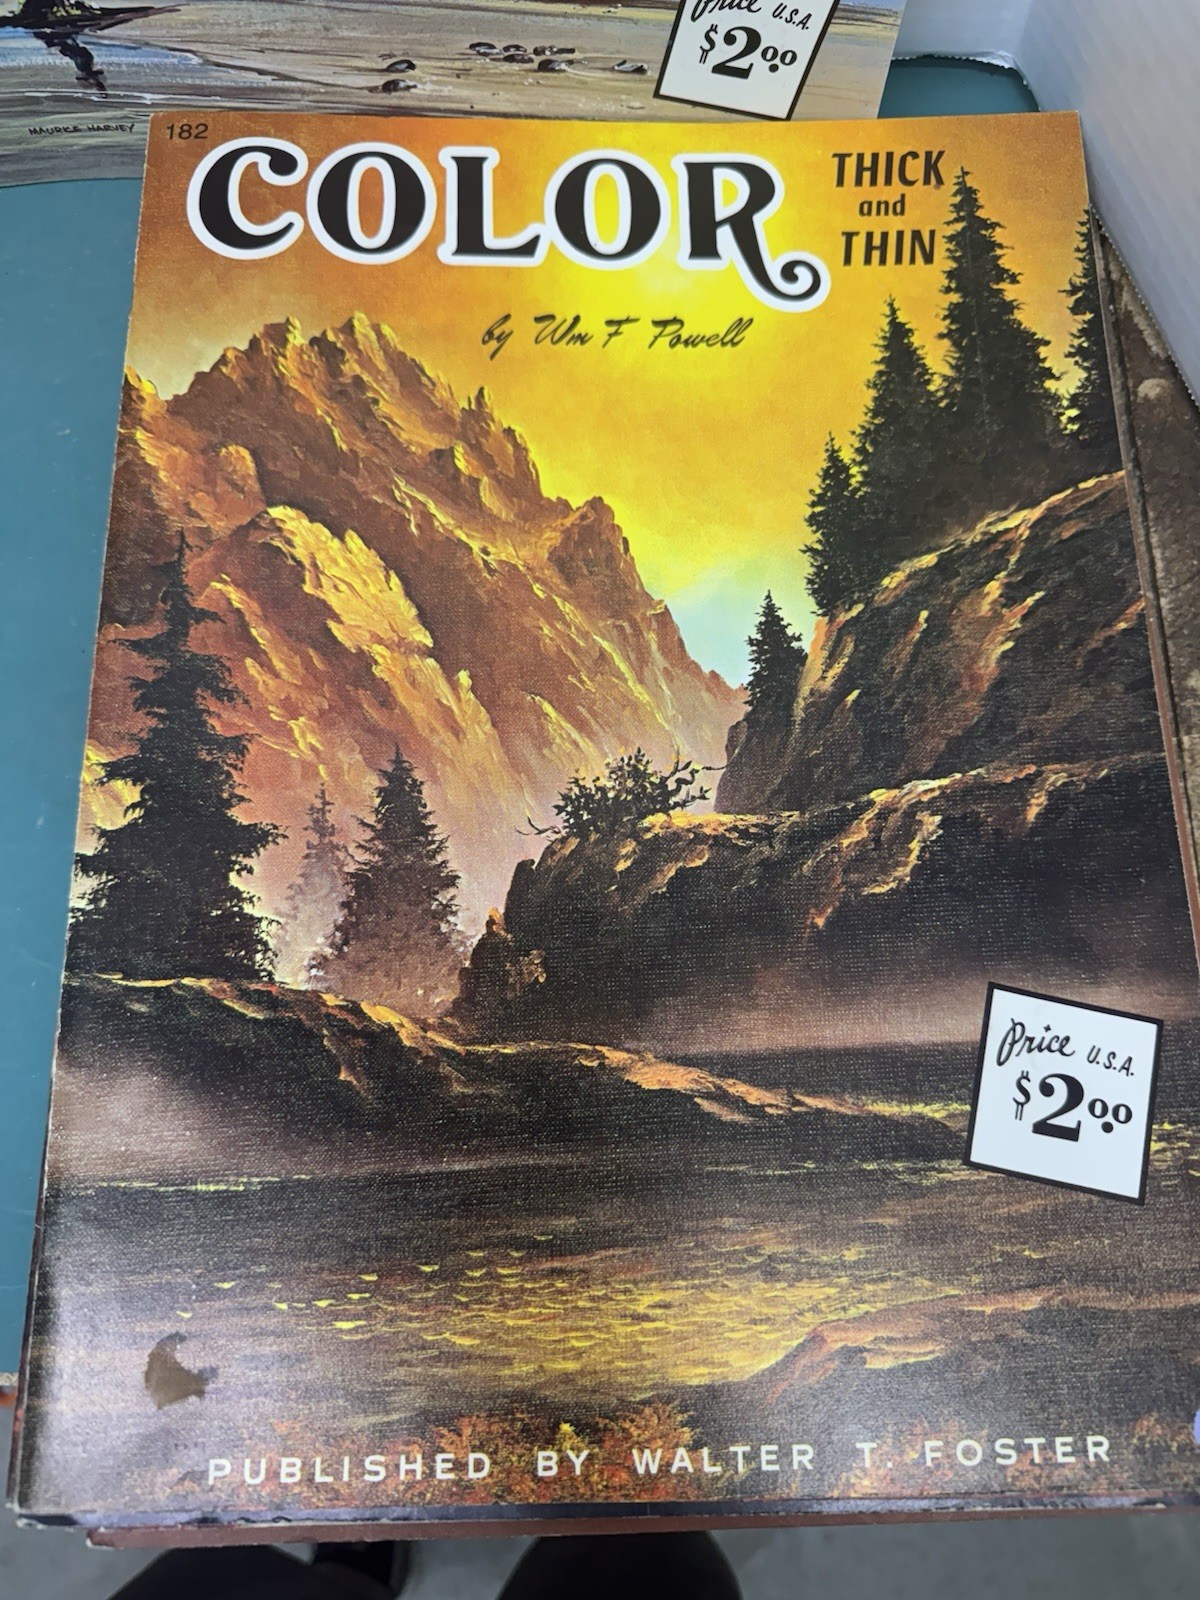 Price U.S.A.
$2.00
MAURICE HARVEY
182
COLOR
THICK
and
THIN
by Wm F Powell
Price U.S.A.
$2.00
PUBLISHED BY WALTER T. FOSTER